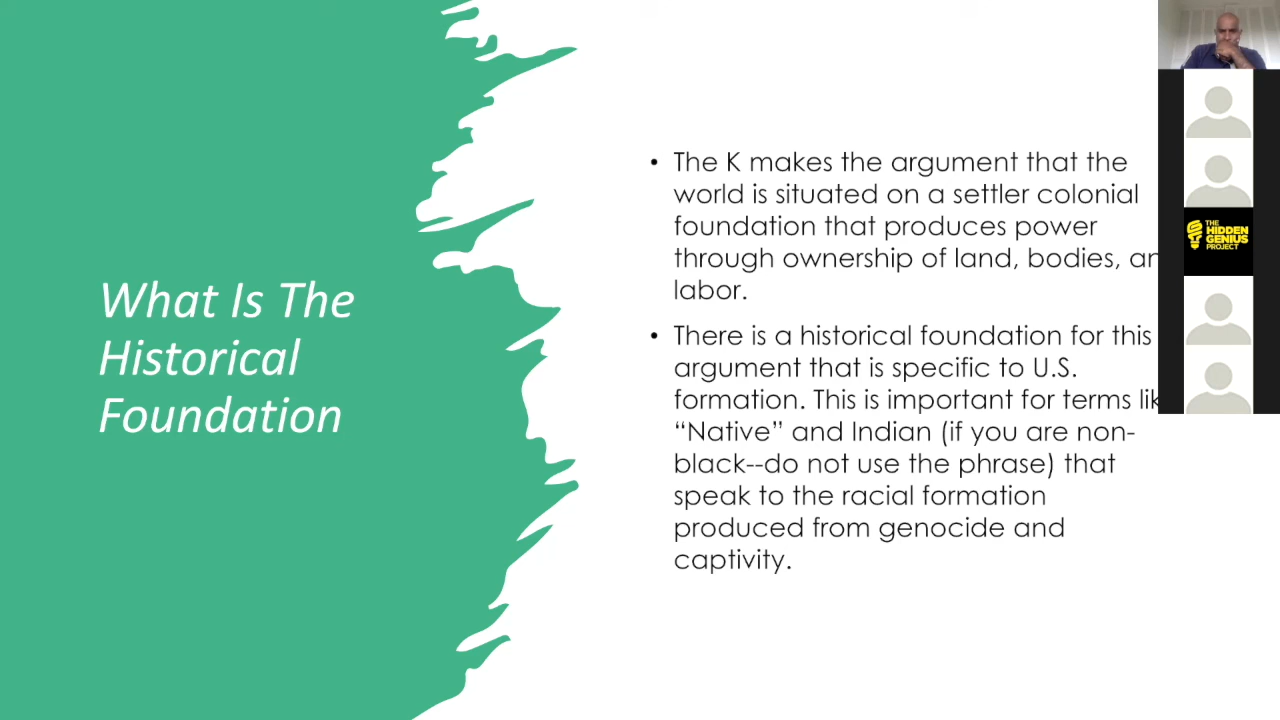 What Is The
Historical
Foundation
• The K makes the argument that the
world is situated on a settler colonial
foundation that produces power
through ownership of land, bodies, an
labor.
• There is a historical foundation for this
argument that is specific to U.S.
formation. This is important for terms lik
“Native” and Indian (if you are non-
black--do not use the phrase) that
speak to the racial formation
produced from genocide and
captivity.
THE
HIDDEN
GENIUS
PROJECT